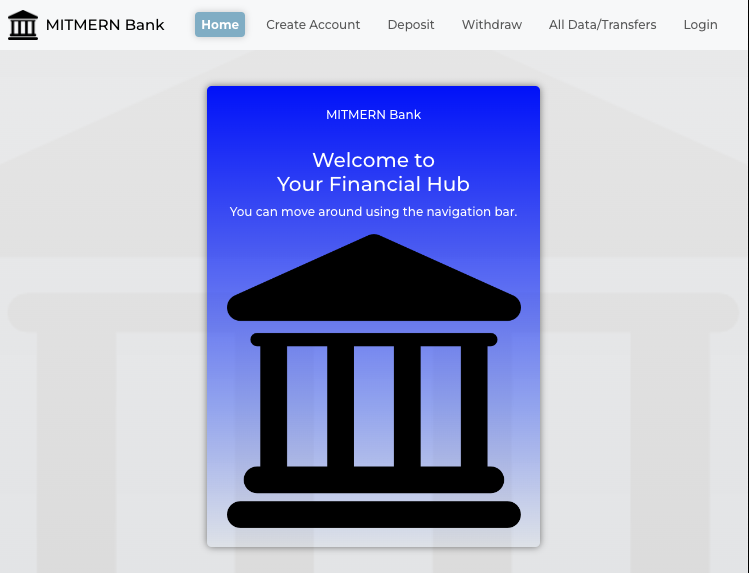 MITMERN Bank
Home
Create Account
Deposit
Withdraw
All Data/Transfers
Login
MITMERN Bank
Welcome to
Your Financial Hub
You can move around using the navigation bar.